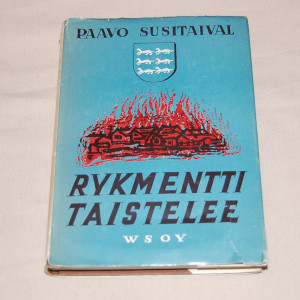 PAAVO SUSITAIVAL
RYKMENTTI
TAISTELEE
WSOY